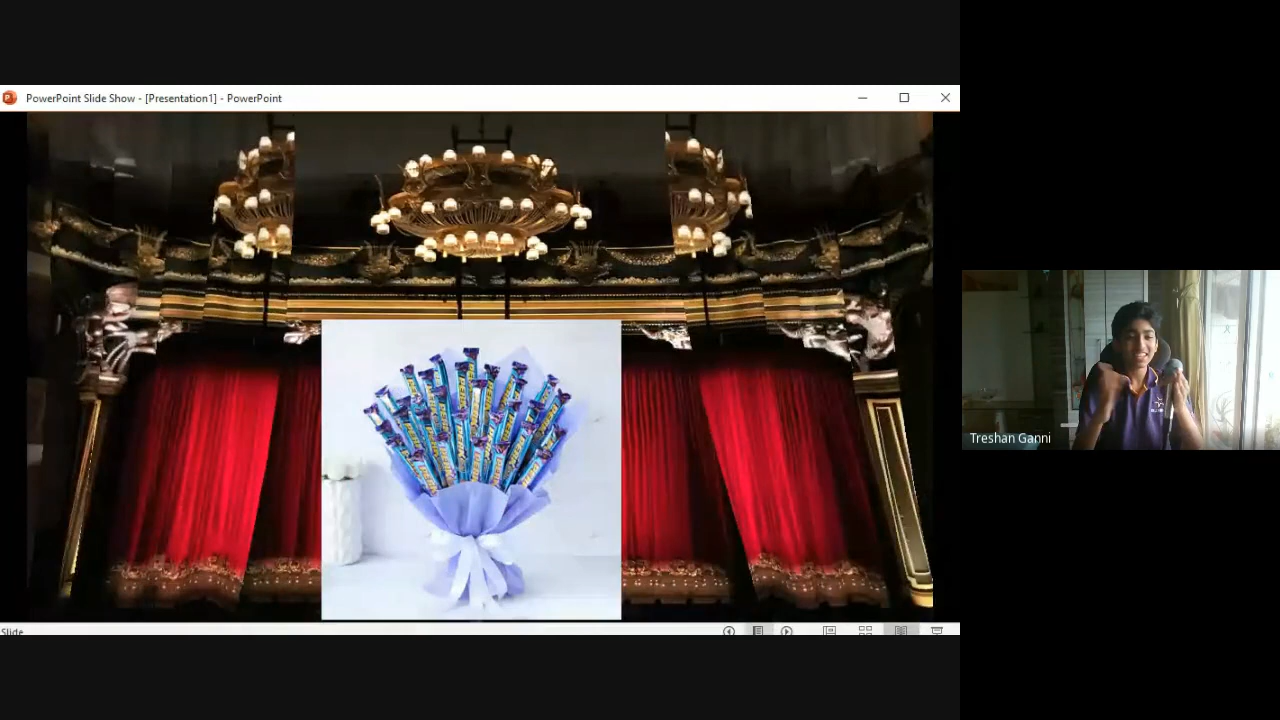 PowerPoint Slide Show - [Presentation1] - PowerPoint
Treshan Ganni
Slide